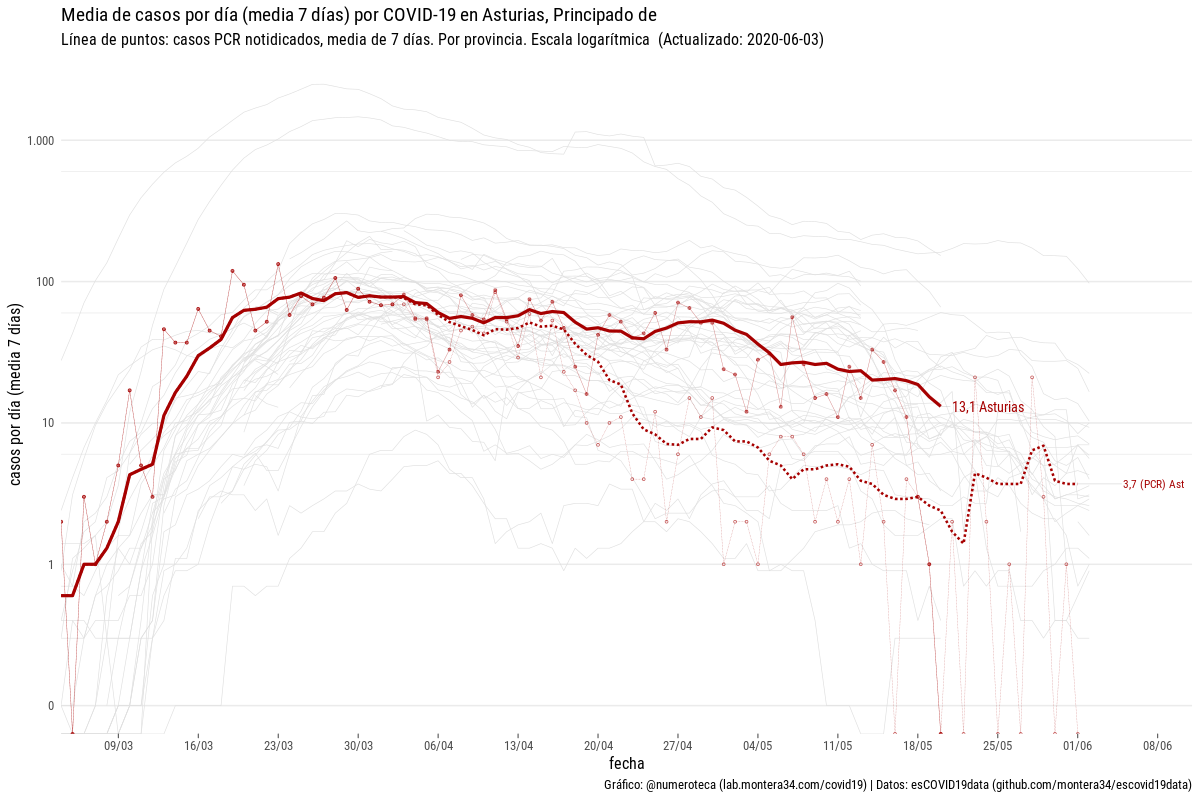 Media de casos por día (media 7 días) por COVID-19 en Asturias, Principado de
Línea de puntos: casos PCR notidicados, media de 7 días. Por provincia. Escala logarítmica  (Actualizado: 2020-06-03)
casos por día (media 7 días)
1.000
100
10
1
0
13,1 Asturias
3,7 (PCR) Ast
09/03
16/03
23/03
30/03
06/04
13/04
20/04
27/04
04/05
11/05
18/05
25/05
01/06
08/06
fecha
Gráfico: @numeroteca (lab.montera34.com/covid19) | Datos: esCOVID19data (github.com/montera34/escovid19data)